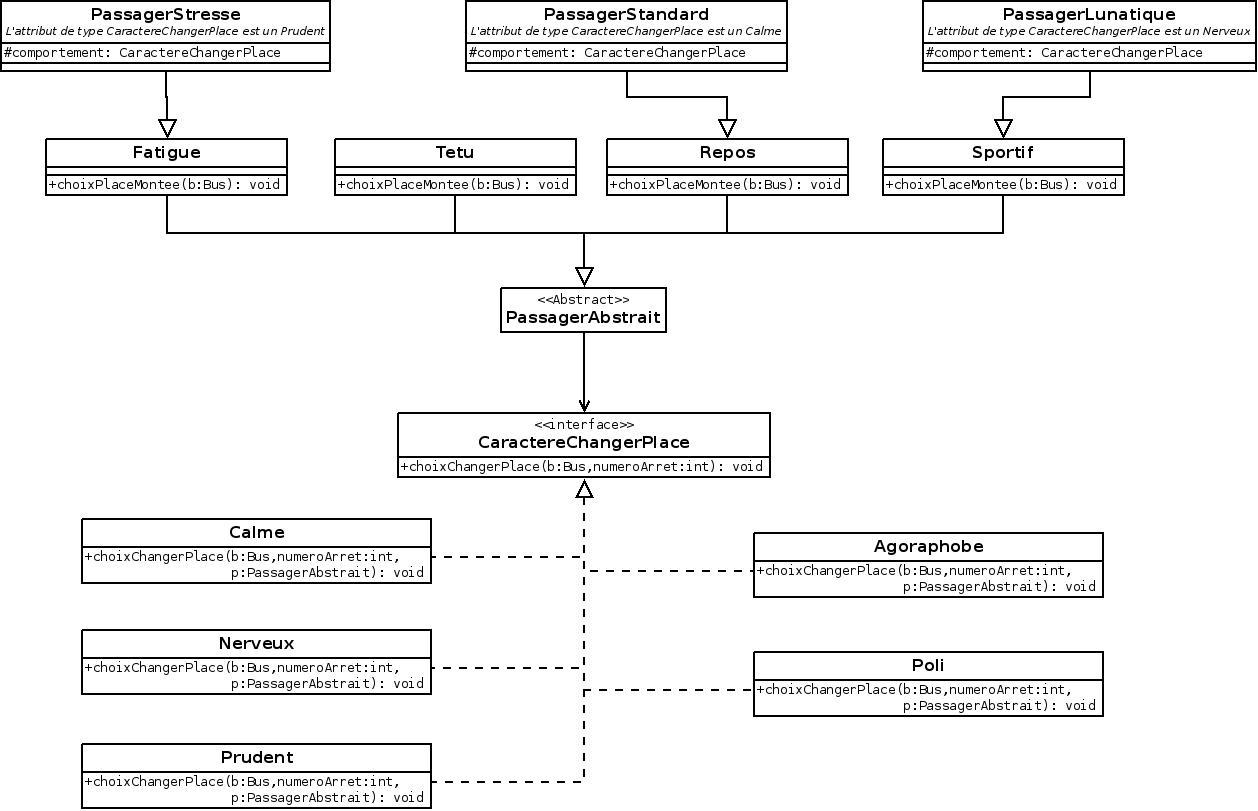 PassagerStresse
L'attribut de type CaractereChangerPlace est un Prudent
#comportement: CaractereChangerPlace
PassagerStandard
L'attribut de type CaractereChangerPlace est un Calme
#comportement: CaractereChangerPlace
PassagerLunatique
L'attribut de type CaractereChangerPlace est un Nerveux
#comportement: CaractereChangerPlace
Fatigue
+choixPlaceMontee(b:Bus): void
Tetu
+choixPlaceMontee(b:Bus): void
Repos
+choixPlaceMontee(b:Bus): void
Sportif
+choixPlaceMontee(b:Bus): void
<<Abstract>>
PassagerAbstrait
<<interface>>
CaractereChangerPlace
+choixChangerPlace(b:Bus,numeroArret:int): void
Calme
+choixChangerPlace(b:Bus,numeroArret:int,
p:PassagerAbstrait): void
Agoraphobe
+choixChangerPlace(b:Bus,numeroArret:int,
p:PassagerAbstrait): void
Nerveux
+choixChangerPlace(b:Bus,numeroArret:int,
p:PassagerAbstrait): void
Poli
+choixChangerPlace(b:Bus,numeroArret:int,
p:PassagerAbstrait): void
Prudent
+choixChangerPlace(b:Bus,numeroArret:int,
p:PassagerAbstrait): void